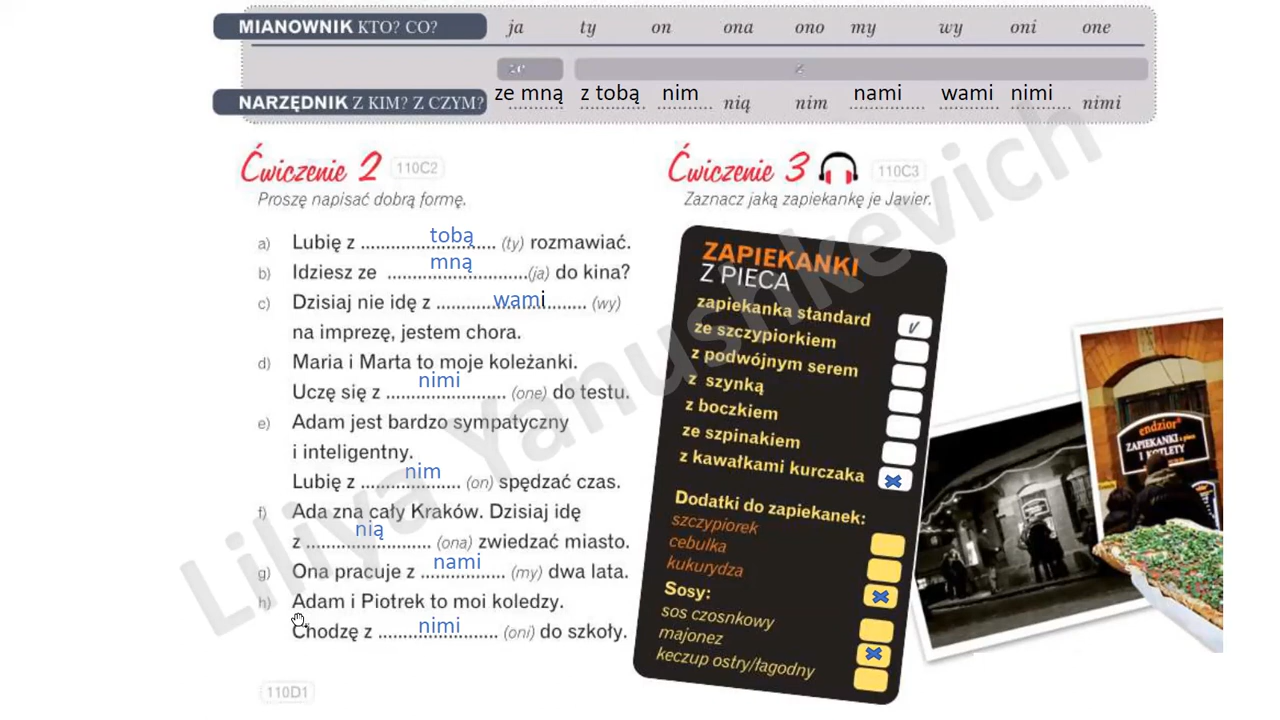 MIANOWNIK KTO? CO? ja ty on ona ono my wy oni one
ze z
NARZĘDNIK Z KIM? Z CZYM? ze mną z tobą nim nią nim nami wami nimi nimi
Ćwiczenie 2 110C2
Proszę napisać dobrą formę.
a) Lubię z ......tobą...... (ty) rozmawiać.
b) Idziesz ze ......mną......(ja) do kina?
c) Dzisiaj nie idę z ......wami...... (wy)
na imprezę, jestem chora.
d) Maria i Marta to moje koleżanki.
Uczę się z ......nimi...... (one) do testu.
e) Adam jest bardzo sympatyczny
i inteligentny.
Lubię z ......nim...... (on) spędzać czas.
f) Ada zna cały Kraków. Dzisiaj idę
z ......nią...... (ona) zwiedzać miasto.
g) Ona pracuje z ......nami...... (my) dwa lata.
h) Adam i Piotrek to moi koledzy.
Chodzę z ......nimi...... (oni) do szkoły.
110D1
Ćwiczenie 3 110C3
Zaznacz jaką zapiekankę je Javier.
ZAPIEKANKI
Z PIECA
zapiekanka standard v
ze szczypiorkiem
z podwójnym serem
z szynką
z boczkiem
ze szpinakiem
z kawałkami kurczaka
Dodatki do zapiekanek:
szczypiorek
cebulka
kukurydza
Sosy:
sos czosnkowy
majonez
keczup ostry/łagodny
endzior
ZAPIEKANKI z pieca
i KOTLETY
Liliya Yanushkevich